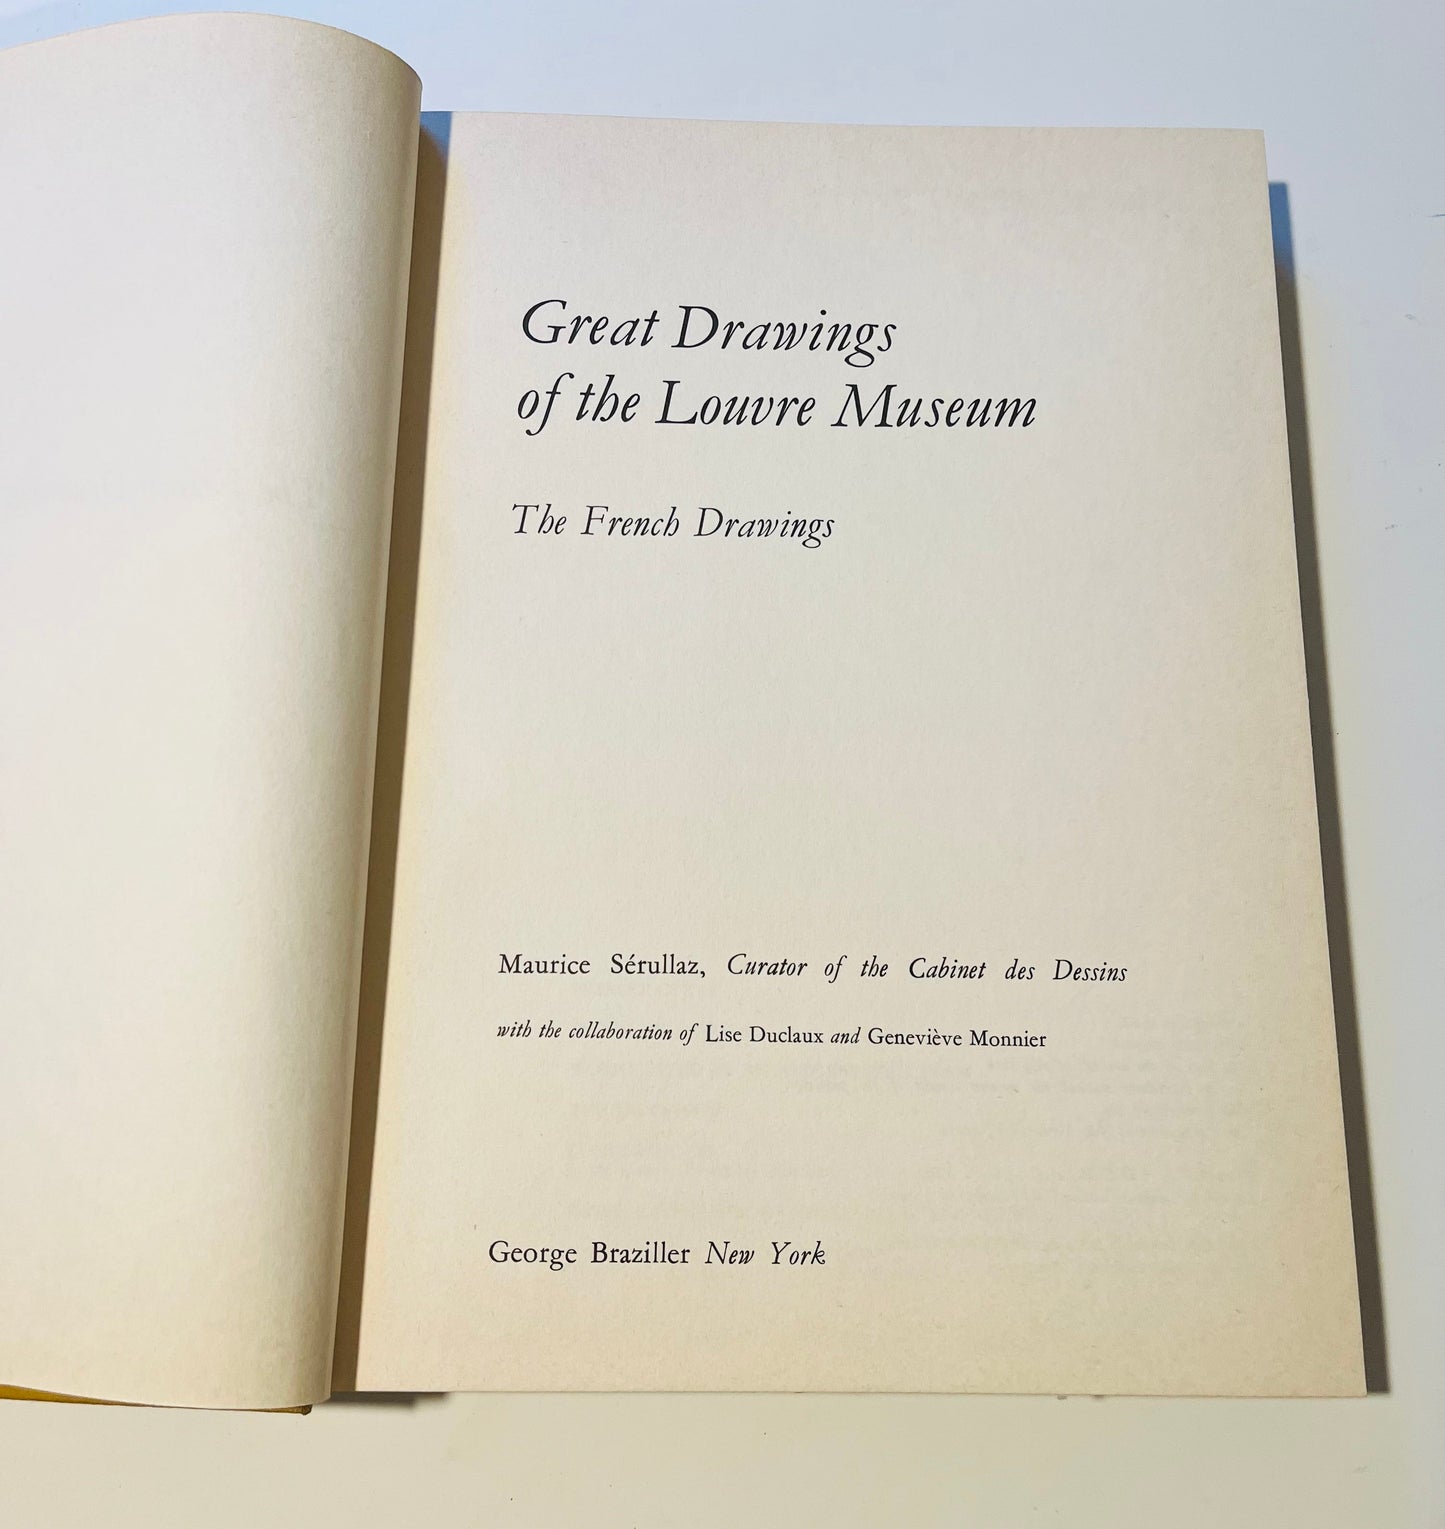 Great Drawings
of the Louvre Museum
The French Drawings
Maurice Sérullaz, Curator of the Cabinet des Dessins
with the collaboration of Lise Duclaux and Geneviève Monnier
George Braziller New York